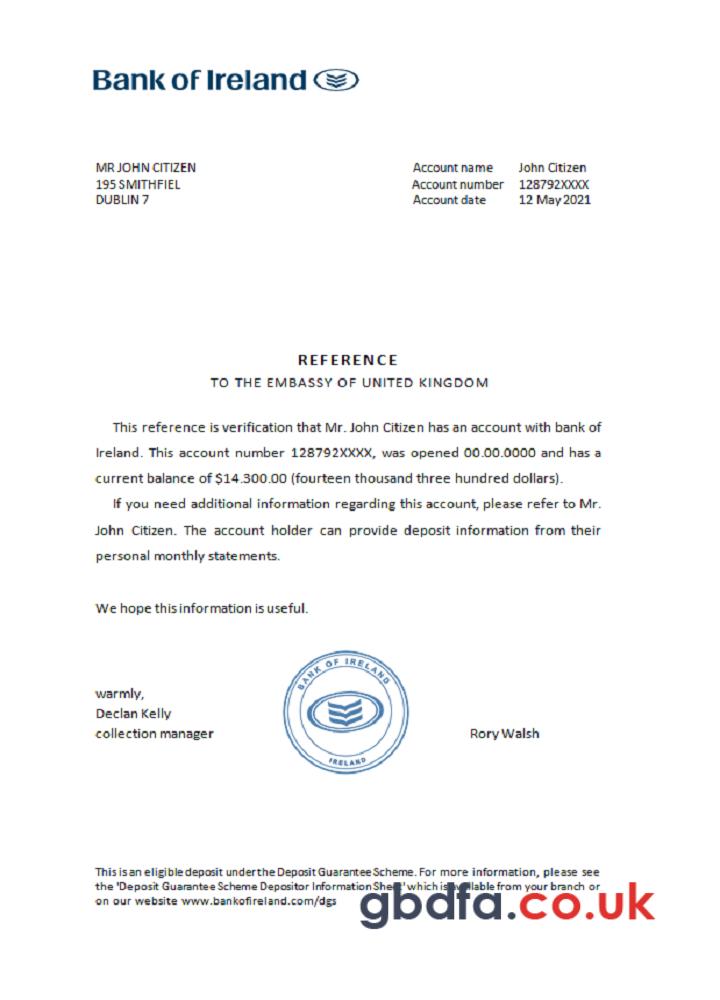 Bank of Ireland
MR JOHN CITIZEN
195 SMITHFIEL
DUBLIN 7
Account name John Citizen
Account number 128792XXXX
Account date 12 May 2021
REFERENCE
TO THE EMBASSY OF UNITED KINGDOM
This reference is verification that Mr. John Citizen has an account with bank of
Ireland. This account number 128792XXXX, was opened 00.00.0000 and has a
current balance of $14.300.00 (fourteen thousand three hundred dollars).
If you need additional information regarding this account, please refer to Mr.
John Citizen. The account holder can provide deposit information from their
personal monthly statements.
We hope this information is useful.
BANK OF IRELAND
IRELAND
warmly,
Declan Kelly
collection manager
Rory Walsh
This is an eligible deposit under the Deposit Guarantee Scheme. For more information, please see
the 'Deposit Guarantee Scheme Depositor Information Sheet' which is available from your branch or
on our website www.bankofireland.com/dgs
gbdfa.co.uk